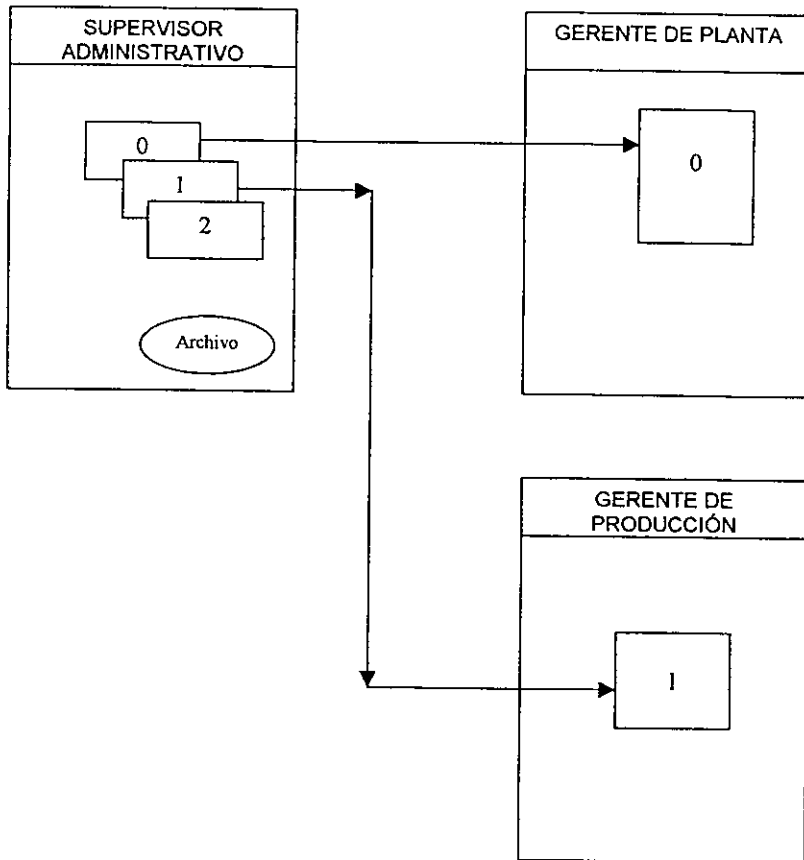 SUPERVISOR
ADMINISTRATIVO
0
1
2
Archivo
GERENTE DE PLANTA
0
GERENTE DE
PRODUCCIÓN
1